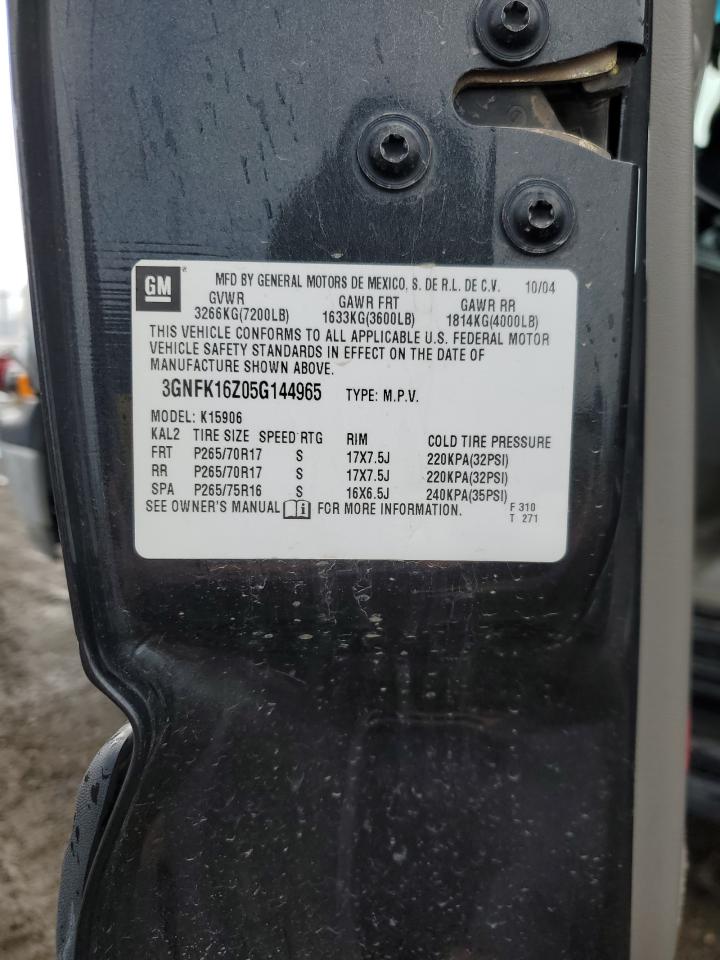 GM MFD BY GENERAL MOTORS DE MEXICO, S. DE R.L. DE C.V. 10/04
GVWR GAWR FRT GAWR RR
3266KG(7200LB) 1633KG(3600LB) 1814KG(4000LB)
THIS VEHICLE CONFORMS TO ALL APPLICABLE U.S. FEDERAL MOTOR
VEHICLE SAFETY STANDARDS IN EFFECT ON THE DATE OF
MANUFACTURE SHOWN ABOVE.
3GNFK16Z05G144965 TYPE: M.P.V.
MODEL: K15906
KAL2 TIRE SIZE SPEED RTG RIM COLD TIRE PRESSURE
FRT P265/70R17 S 17X7.5J 220KPA(32PSI)
RR P265/70R17 S 17X7.5J 220KPA(32PSI)
SPA P265/75R16 S 16X6.5J 240KPA(35PSI)
SEE OWNER'S MANUAL FOR MORE INFORMATION. F 310
T 271